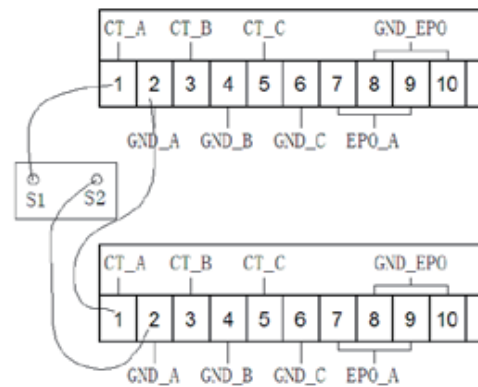 CT_A CT_B CT_C GND_EPO
1 2 3 4 5 6 7 8 9 10
GND_A GND_B GND_C EPO_A
S1 S2
CT_A CT_B CT_C GND_EPO
1 2 3 4 5 6 7 8 9 10
GND_A GND_B GND_C EPO_A